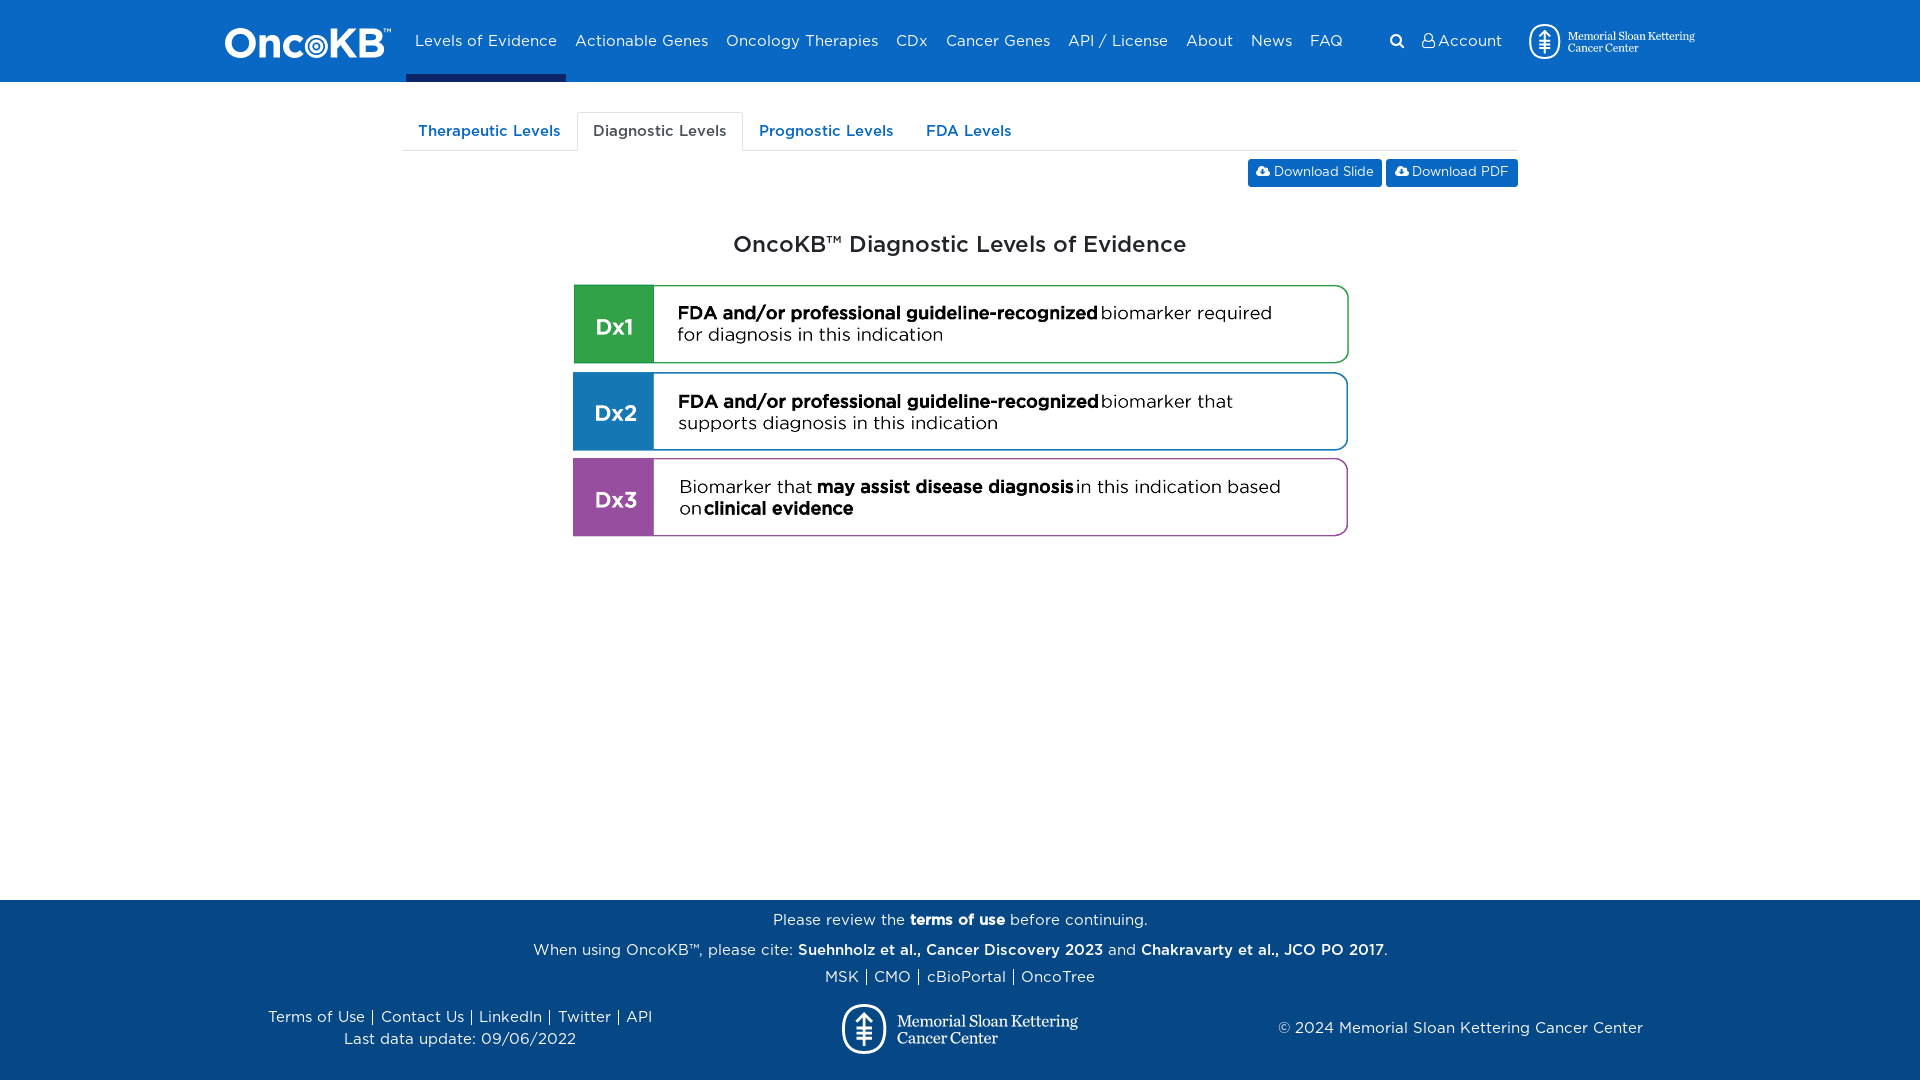 OncoKB™ Levels of Evidence Actionable Genes Oncology Therapies CDx Cancer Genes API / License About News FAQ Account Memorial Sloan Kettering
Cancer Center
Therapeutic Levels Diagnostic Levels Prognostic Levels FDA Levels
Download Slide Download PDF
OncoKB™ Diagnostic Levels of Evidence
Dx1
FDA and/or professional guideline-recognized biomarker required
for diagnosis in this indication
Dx2
FDA and/or professional guideline-recognized biomarker that
supports diagnosis in this indication
Dx3
Biomarker that may assist disease diagnosis in this indication based
on clinical evidence
Please review the terms of use before continuing.
When using OncoKB™, please cite: Suehnholz et al., Cancer Discovery 2023 and Chakravarty et al., JCO PO 2017.
MSK | CMO | cBioPortal | OncoTree
Terms of Use | Contact Us | LinkedIn | Twitter | API
Last data update: 09/06/2022
Memorial Sloan Kettering
Cancer Center
© 2024 Memorial Sloan Kettering Cancer Center